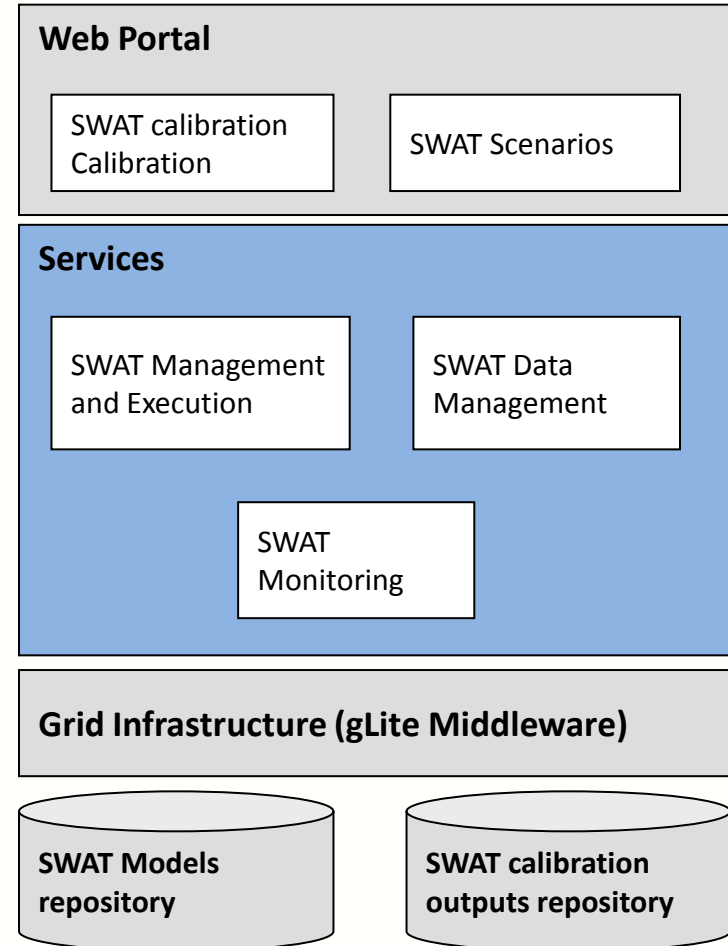 Web Portal
SWAT calibration
Calibration
SWAT Scenarios
Services
SWAT Management
and Execution
SWAT Data
Management
SWAT
Monitoring
Grid Infrastructure (gLite Middleware)
SWAT Models
repository
SWAT calibration
outputs repository